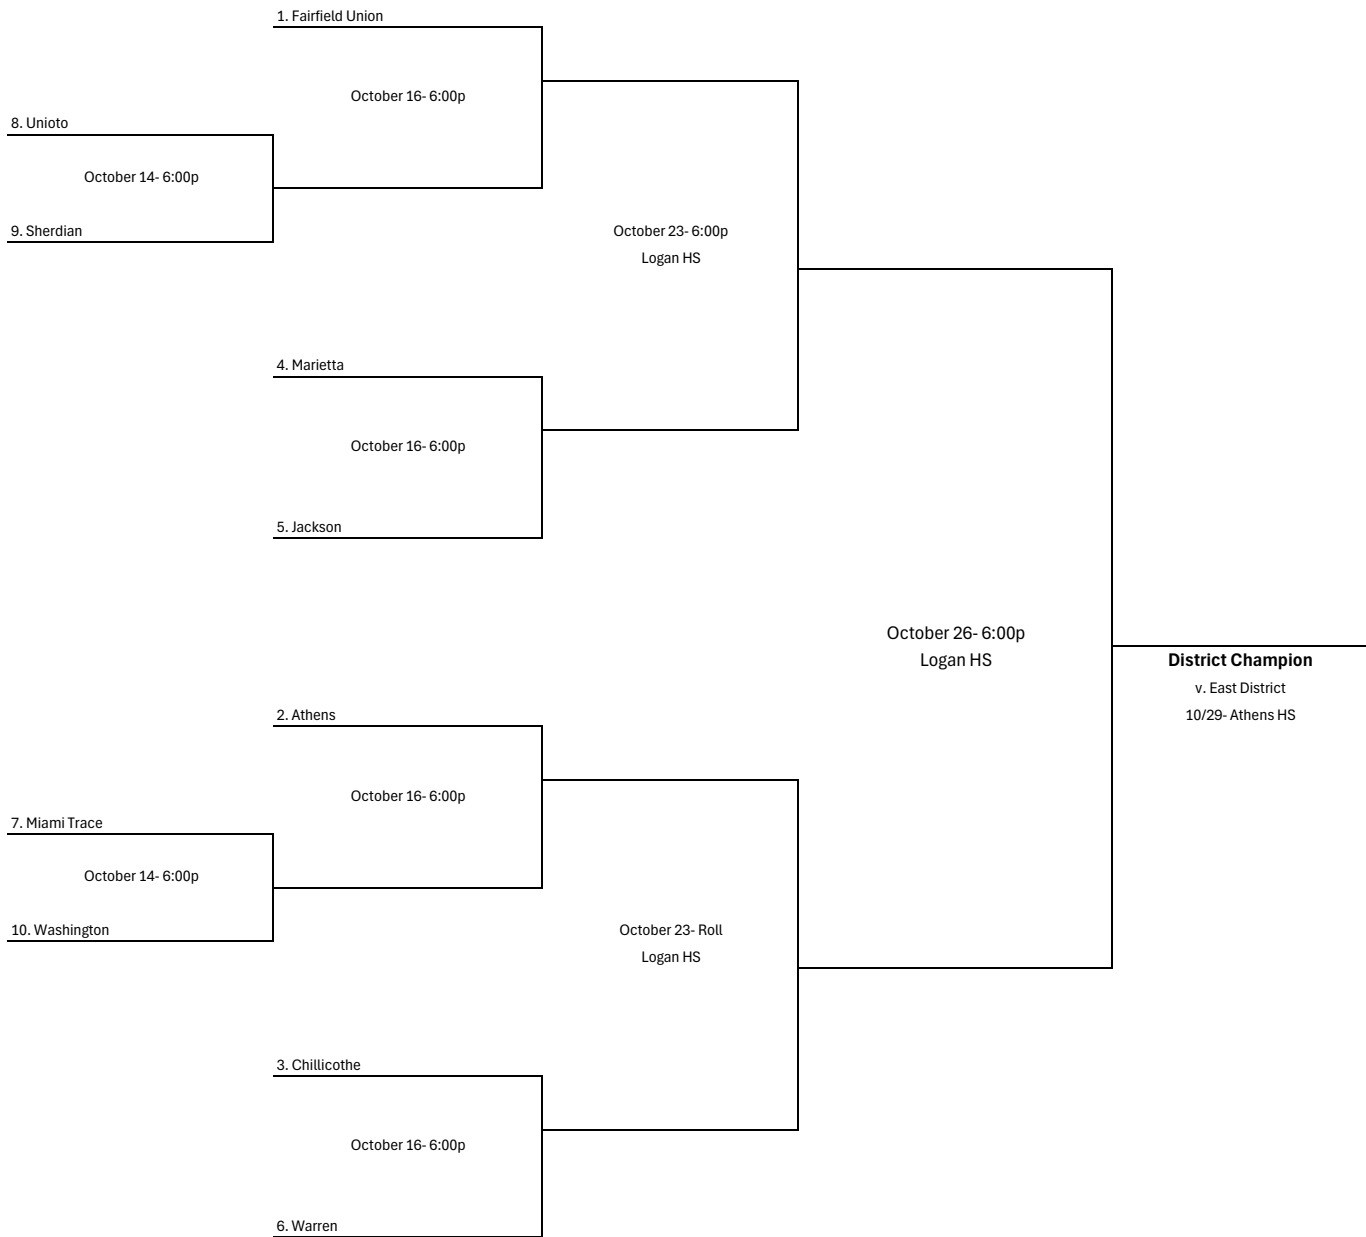 1. Fairfield Union
October 16- 6:00p
8. Unioto
October 14- 6:00p
9. Sherdian
October 23- 6:00p
Logan HS
4. Marietta
October 16- 6:00p
5. Jackson
October 26- 6:00p
Logan HS
District Champion
v. East District
10/29- Athens HS
2. Athens
October 16- 6:00p
7. Miami Trace
October 14- 6:00p
10. Washington
October 23- Roll
Logan HS
3. Chillicothe
October 16- 6:00p
6. Warren